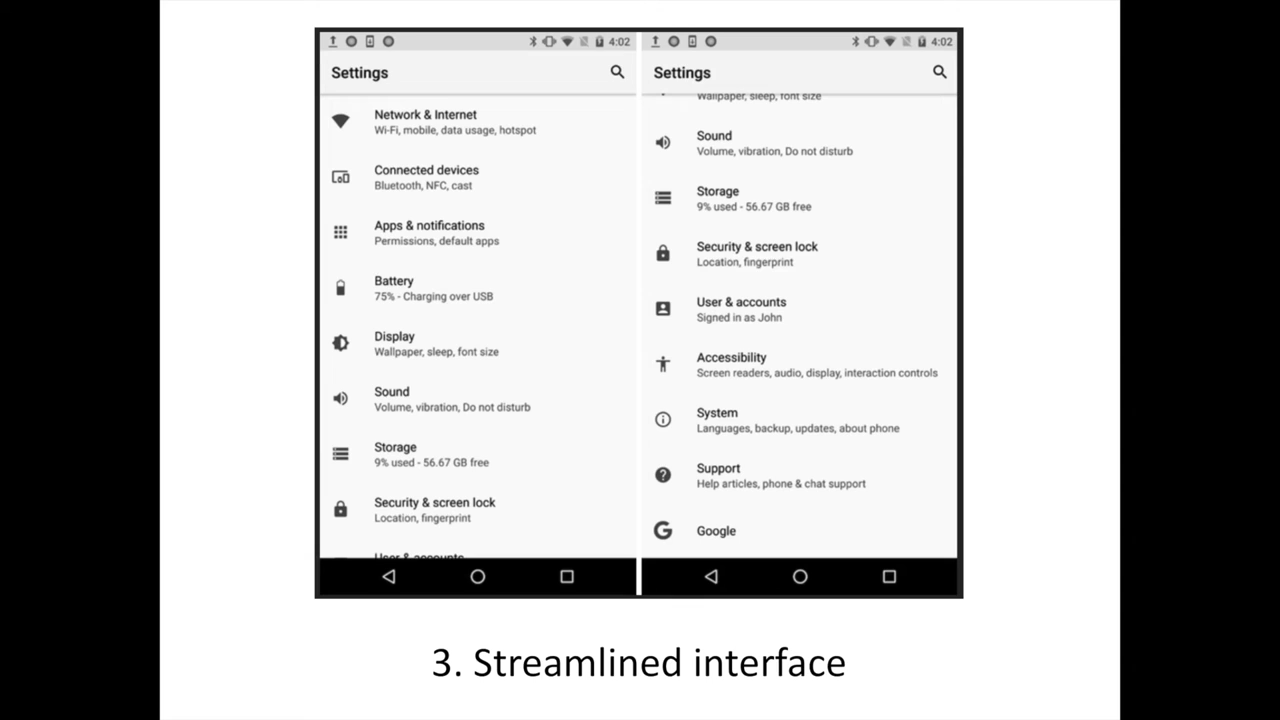 4:02
Settings
Network & Internet
Wi-Fi, mobile, data usage, hotspot
Connected devices
Bluetooth, NFC, cast
Apps & notifications
Permissions, default apps
Battery
75% - Charging over USB
Display
Wallpaper, sleep, font size
Sound
Volume, vibration, Do not disturb
Storage
9% used - 56.67 GB free
Security & screen lock
Location, fingerprint
User & accounts
4:02
Settings
Wallpaper, sleep, font size
Sound
Volume, vibration, Do not disturb
Storage
9% used - 56.67 GB free
Security & screen lock
Location, fingerprint
User & accounts
Signed in as John
Accessibility
Screen readers, audio, display, interaction controls
System
Languages, backup, updates, about phone
Support
Help articles, phone & chat support
Google
3. Streamlined interface